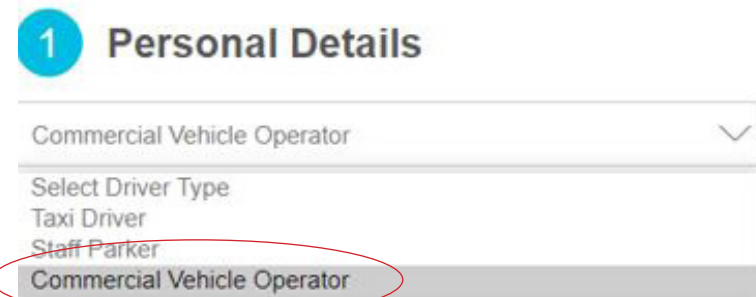 1 Personal Details
Commercial Vehicle Operator
Select Driver Type
Taxi Driver
Staff Parker
Commercial Vehicle Operator